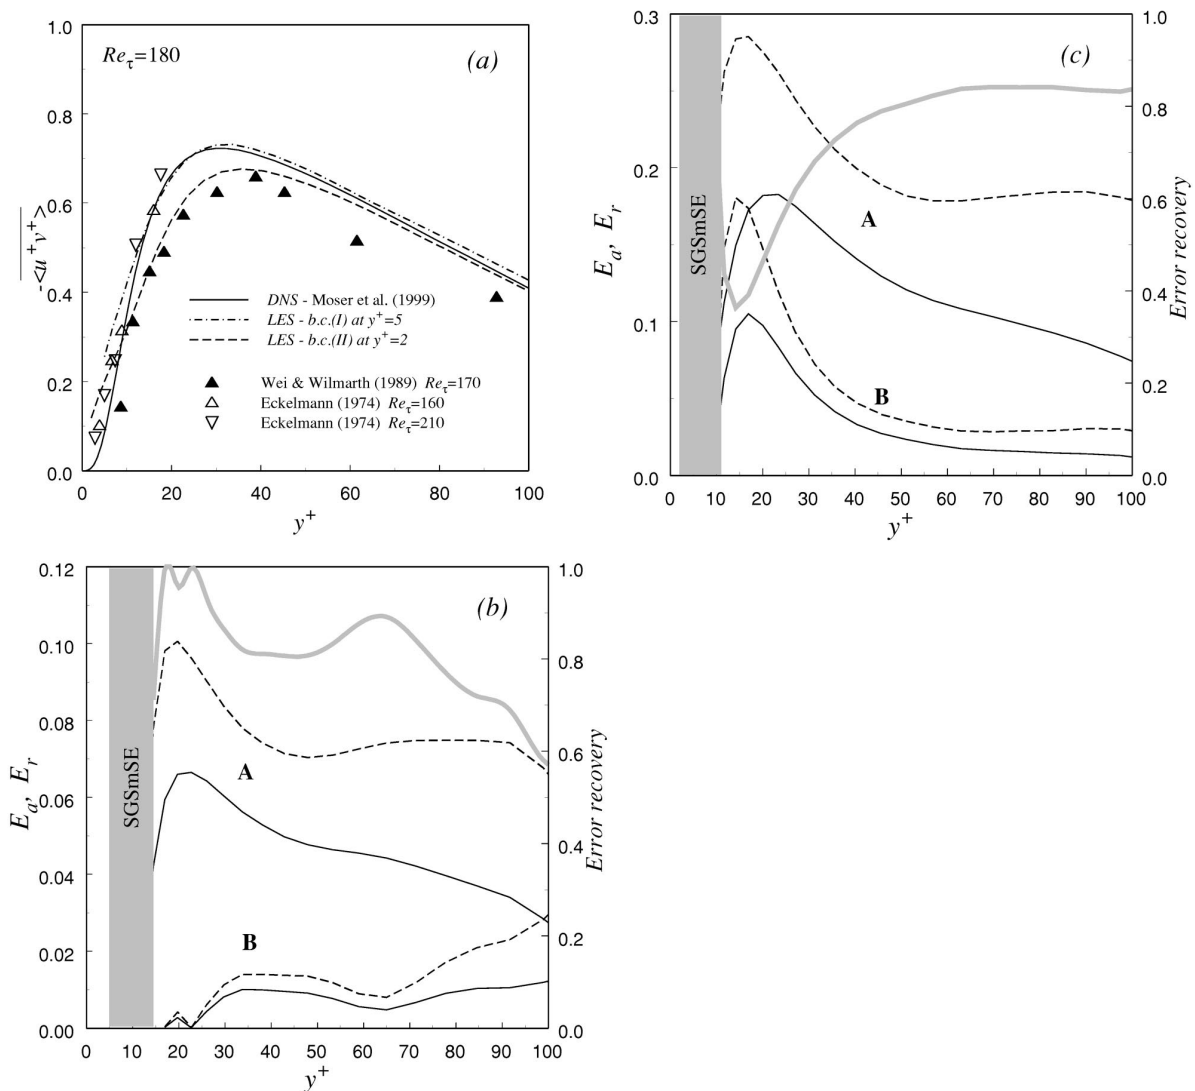 1.0
0.8
0.6
0.4
0.2
0.0
Re_τ=180
(a)
-<u⁺v⁺>
DNS - Moser et al. (1999)
LES - b.c.(I) at y⁺=5
LES - b.c.(II) at y⁺=2
Wei & Wilmarth (1989) Re_τ=170
Eckelmann (1974) Re_τ=160
Eckelmann (1974) Re_τ=210
0 20 40 60 80 100
y⁺
0.3
0.2
0.1
0.0
E_a, E_r
SGSmSE
(c)
A
B
1.0
0.8
0.6
0.4
0.2
0.0
Error recovery
0 10 20 30 40 50 60 70 80 90 100
y⁺
0.12
0.10
0.08
0.06
0.04
0.02
0.00
E_a, E_r
SGSmSE
(b)
A
B
1.0
0.8
0.6
0.4
0.2
0.0
Error recovery
0 10 20 30 40 50 60 70 80 90 100
y⁺